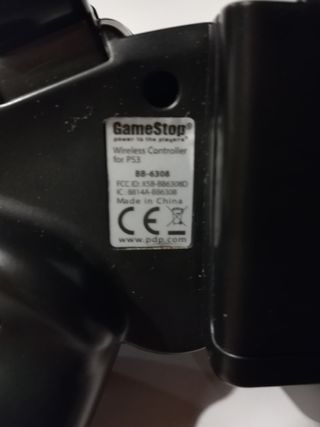 GameStop®
power to the players™
Wireless Controller
for PS3
BB-6308
FCC ID: X5B-BB6308D
IC: 8814A-BB6308
Made in China
CE
www.pdp.com